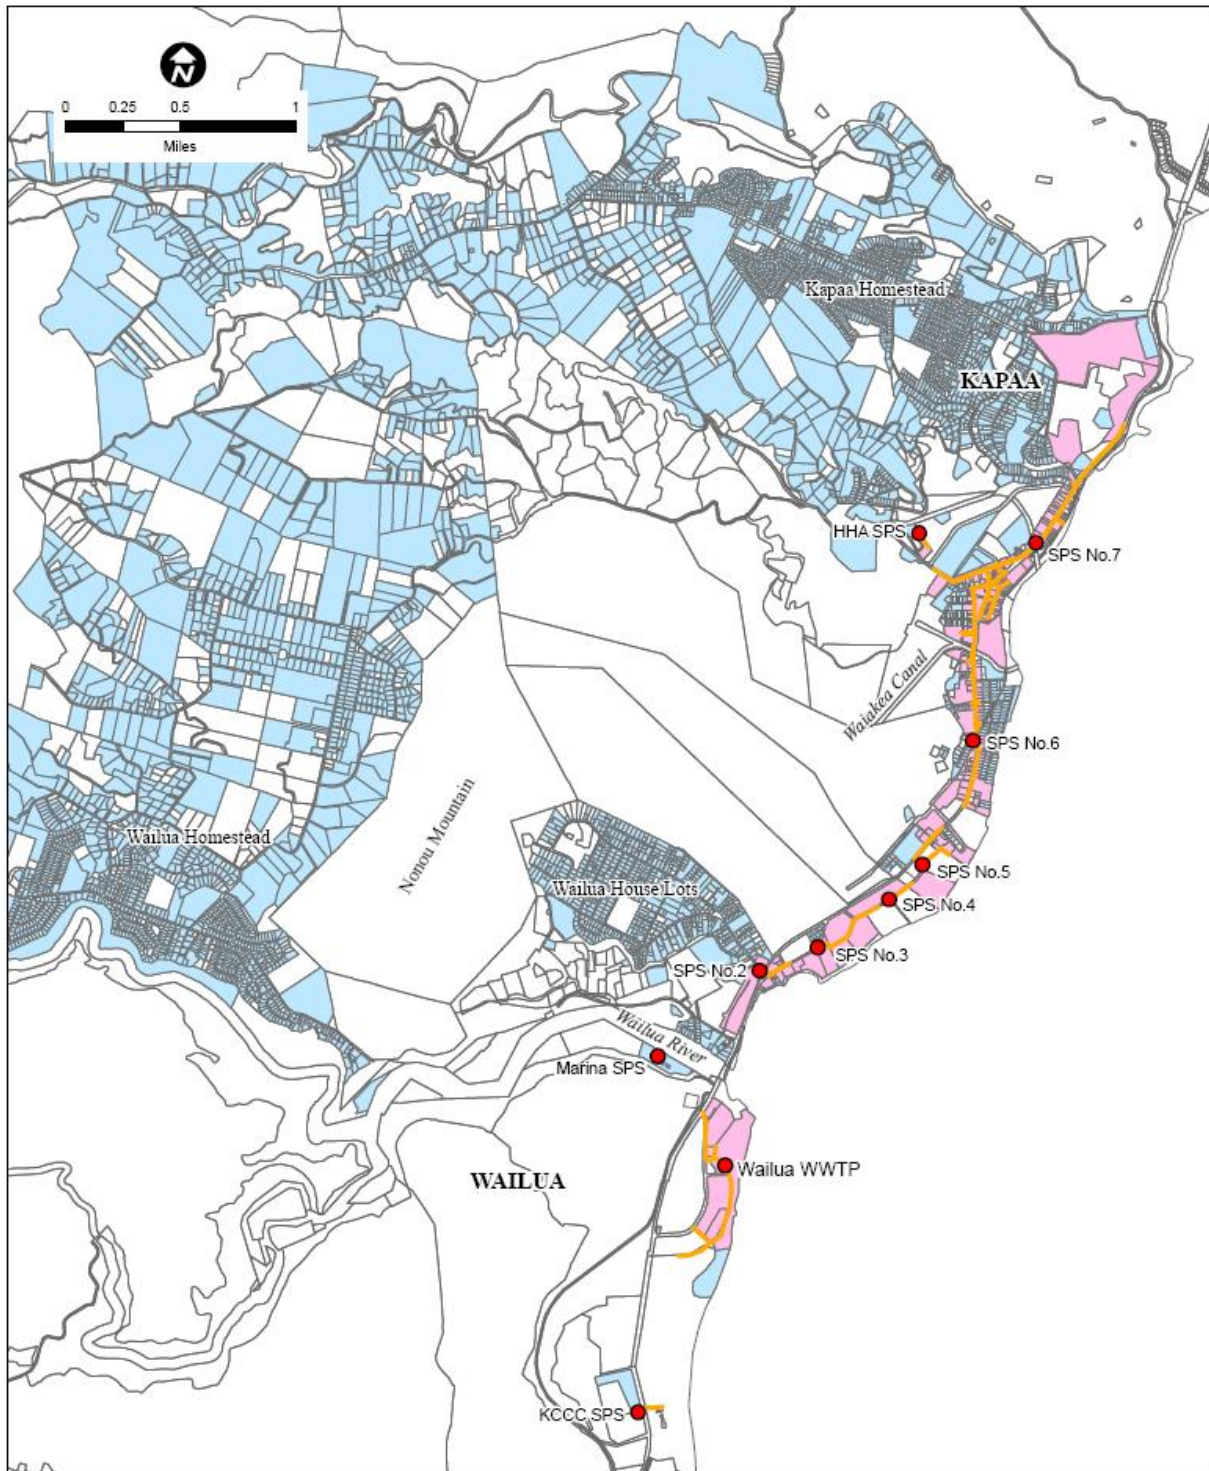 N
0 0.25 0.5 1
Miles
Kapaa Homestead
KAPAA
HHA SPS
SPS No.7
Waiakea Canal
SPS No.6
Nonou Mountain
Wailua Homestead
Wailua House Lots
SPS No.5
SPS No.4
SPS No.3
SPS No.2
Wailua River
Marina SPS
WAILUA
Wailua WWTP
KCCC SPS